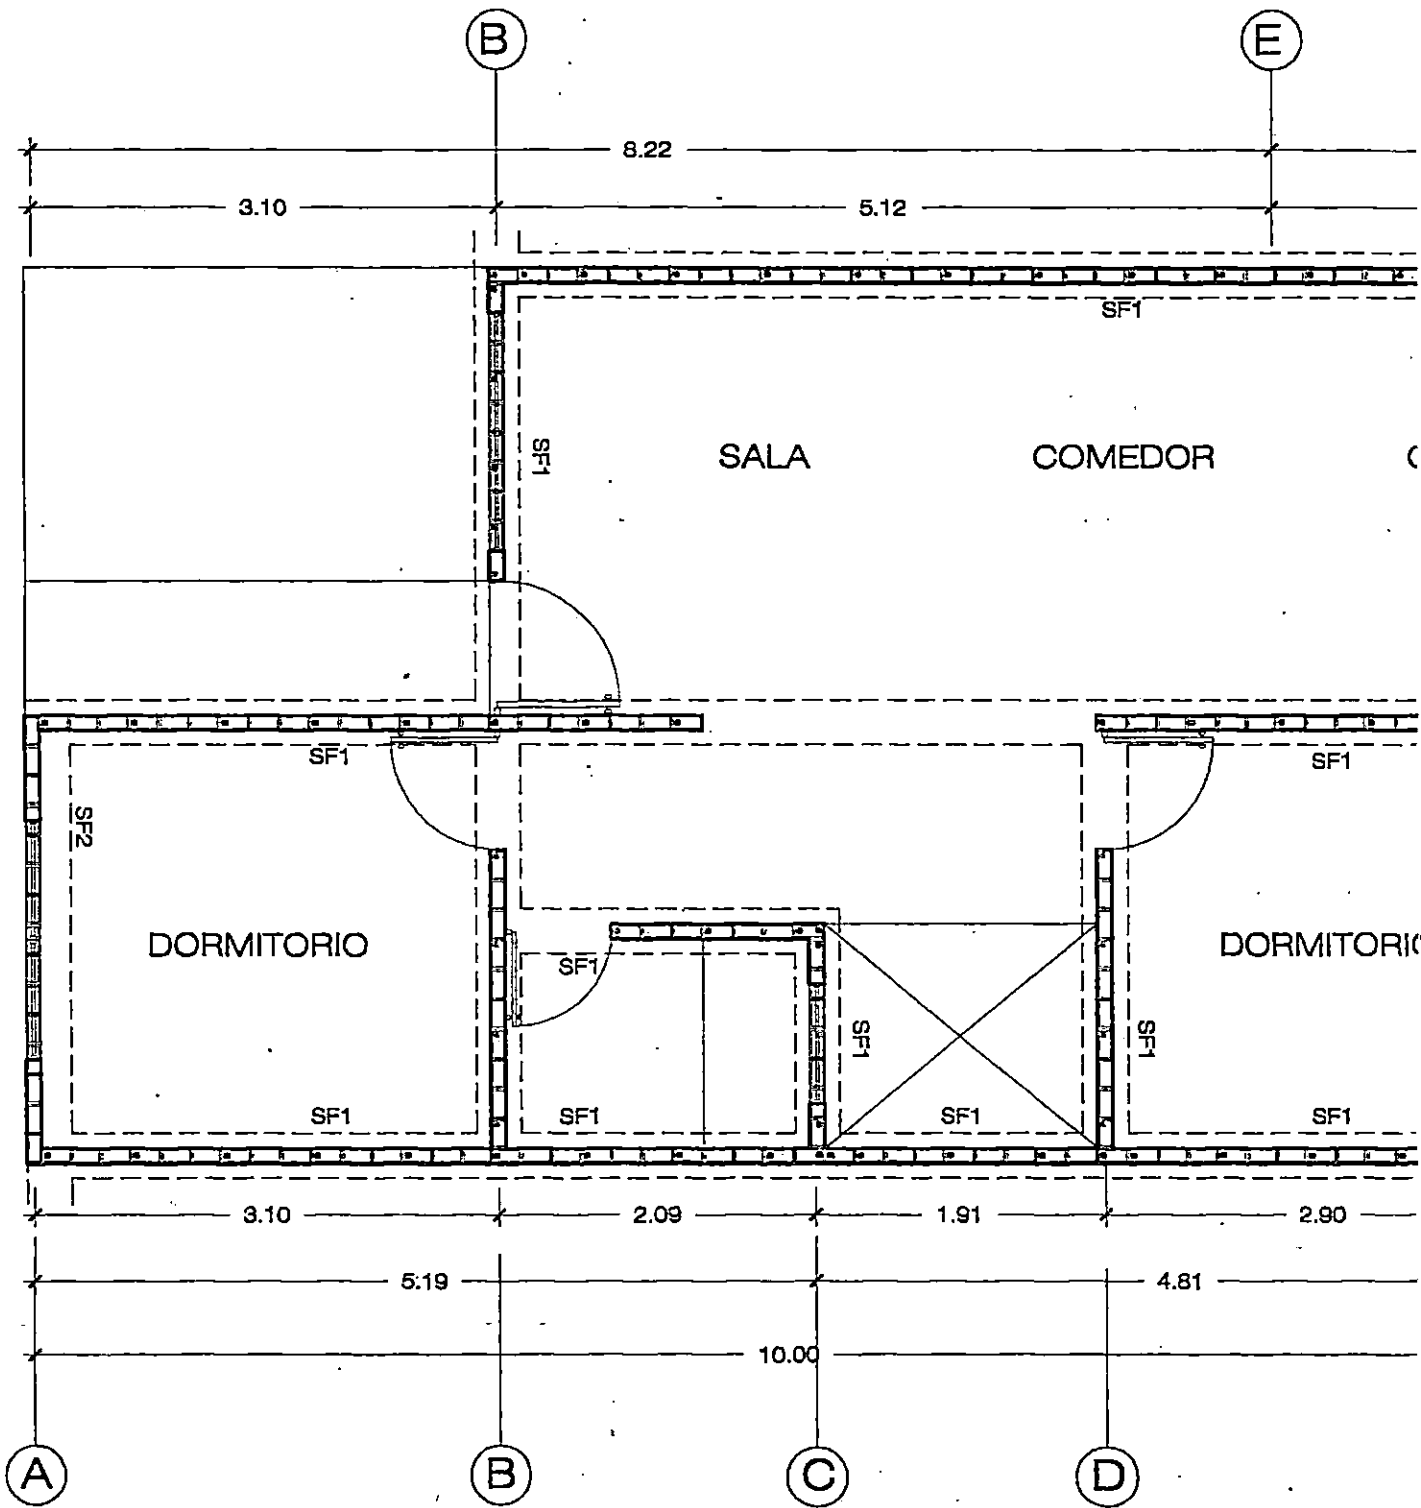 B E
8.22
3.10 5.12
SF1
SF1
SALA COMEDOR
SF1 SF1
SF2
DORMITORIO DORMITORI
SF1
SF1 SF1
SF1 SF1 SF1 SF1
3.10 2.09 1.91 2.90
5.19 4.81
10.00
A B C D